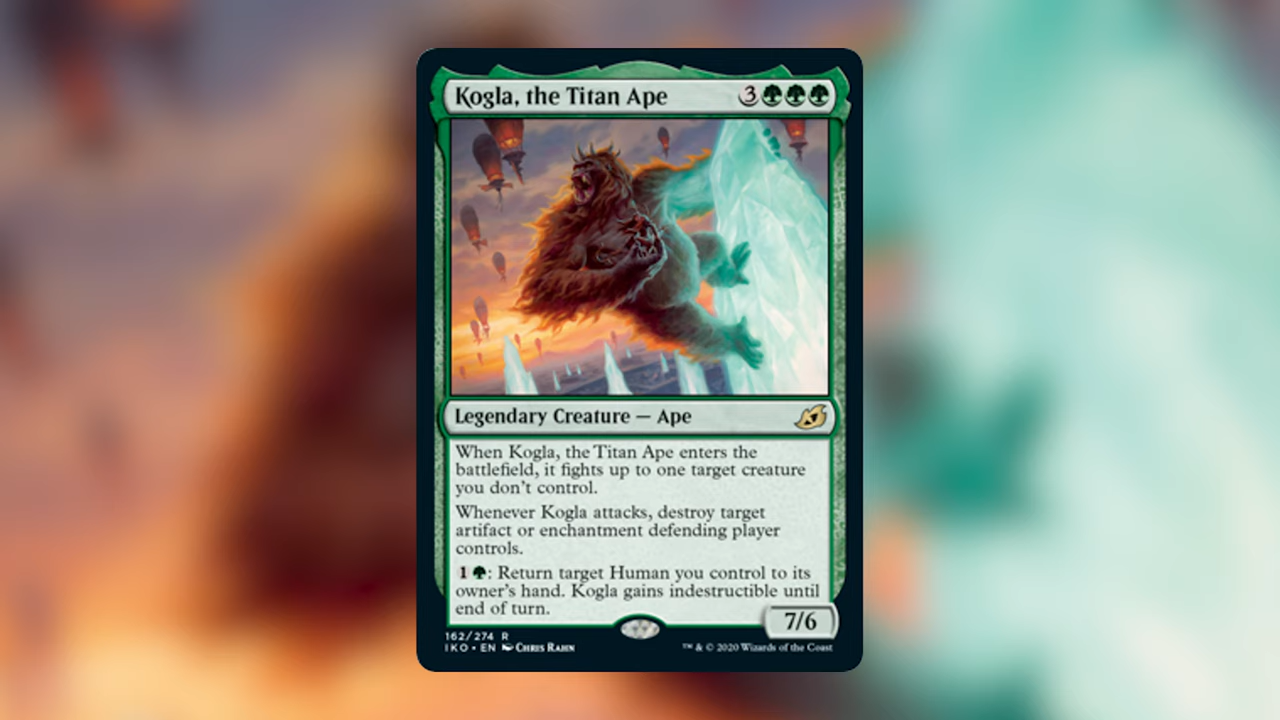 Kogla, the Titan Ape 3
Legendary Creature — Ape
When Kogla, the Titan Ape enters the
battlefield, it fights up to one target creature
you don't control.
Whenever Kogla attacks, destroy target
artifact or enchantment defending player
controls.
1 : Return target Human you control to its
owner's hand. Kogla gains indestructible until
end of turn.
7/6
162/274 R
IKO • EN Chris Rahn
™ & © 2020 Wizards of the Coast